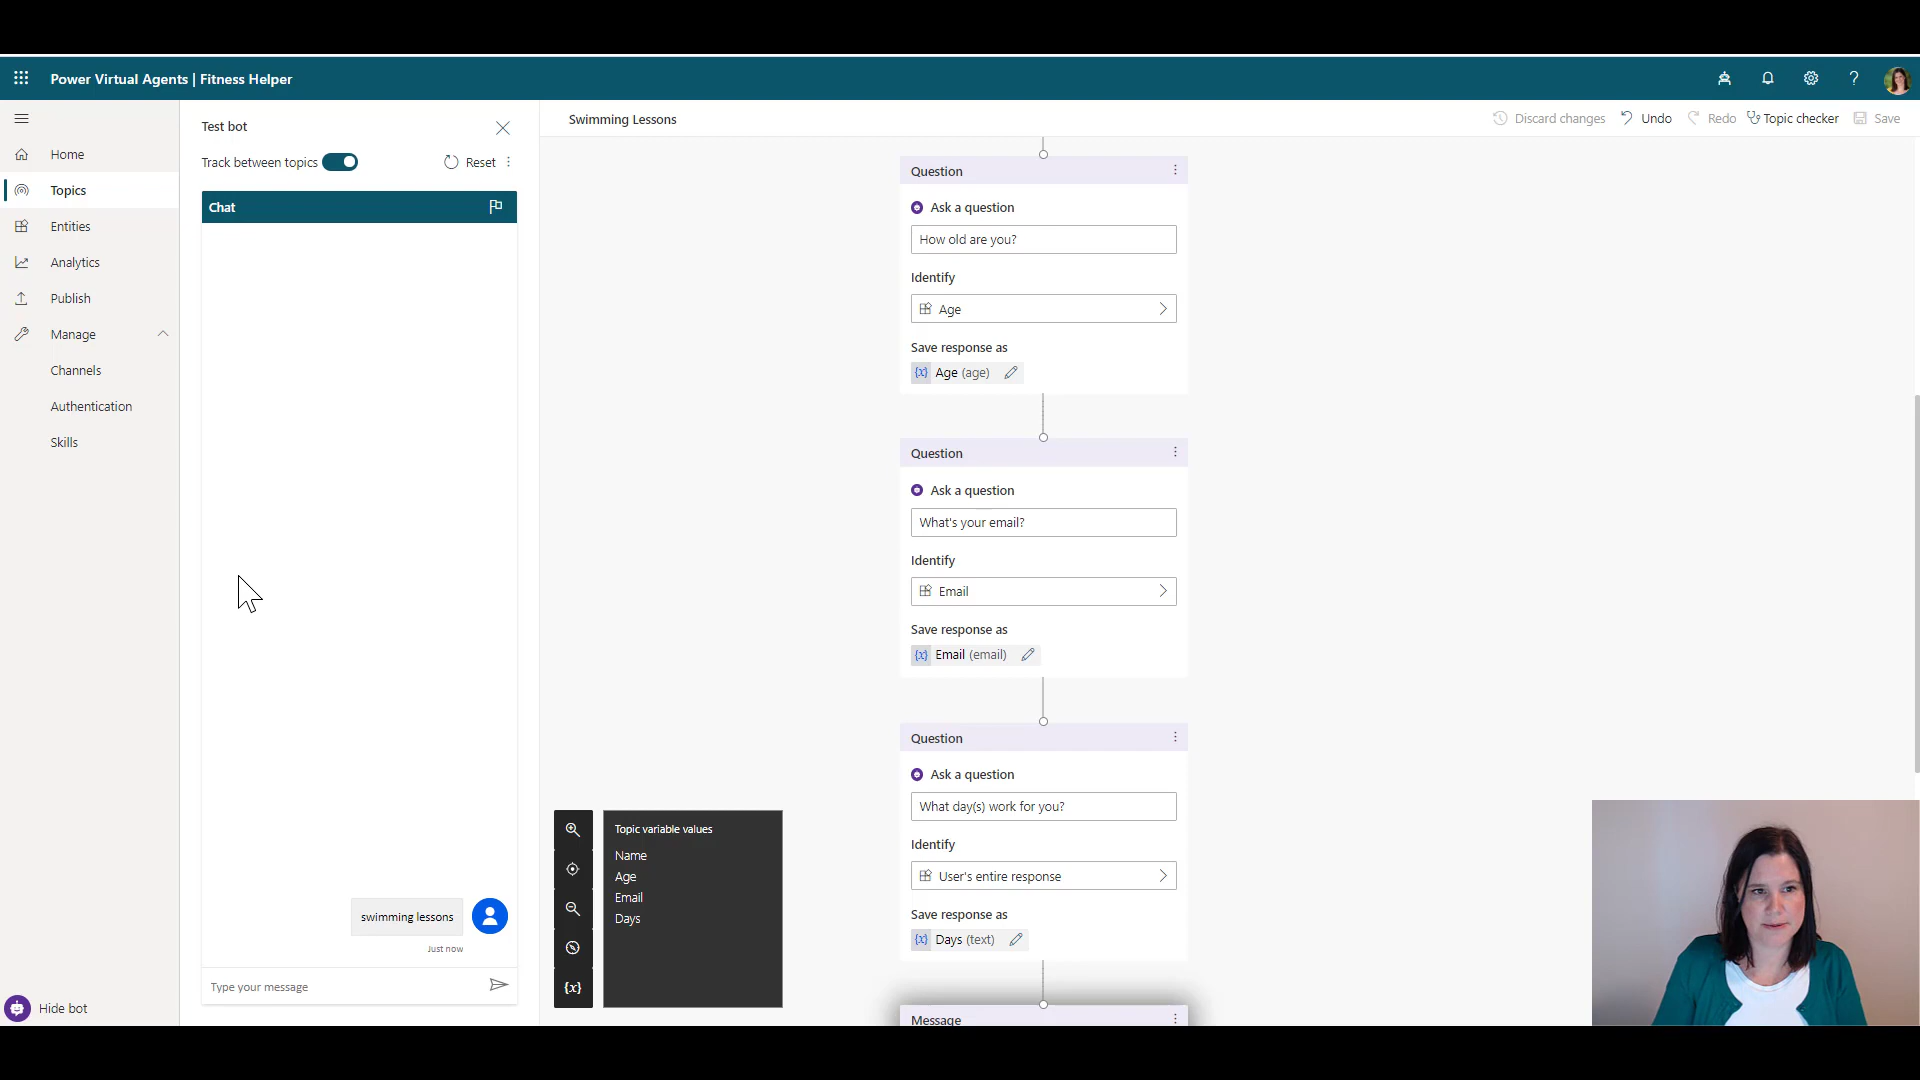 Power Virtual Agents | Fitness Helper
?
Home
Topics
Entities
Analytics
Publish
Manage
Channels
Authentication
Skills
Hide bot
Test bot
Track between topics
Reset
Chat
swimming lessons
Just now
Type your message
Swimming Lessons
Discard changes
Undo
Redo
Topic checker
Save
Question
Ask a question
How old are you?
Identify
Age
Save response as
{x} Age (age)
Question
Ask a question
What's your email?
Identify
Email
Save response as
{x} Email (email)
Question
Ask a question
What day(s) work for you?
Identify
User's entire response
Save response as
{x} Days (text)
Message
Topic variable values
Name
Age
Email
Days
{x}